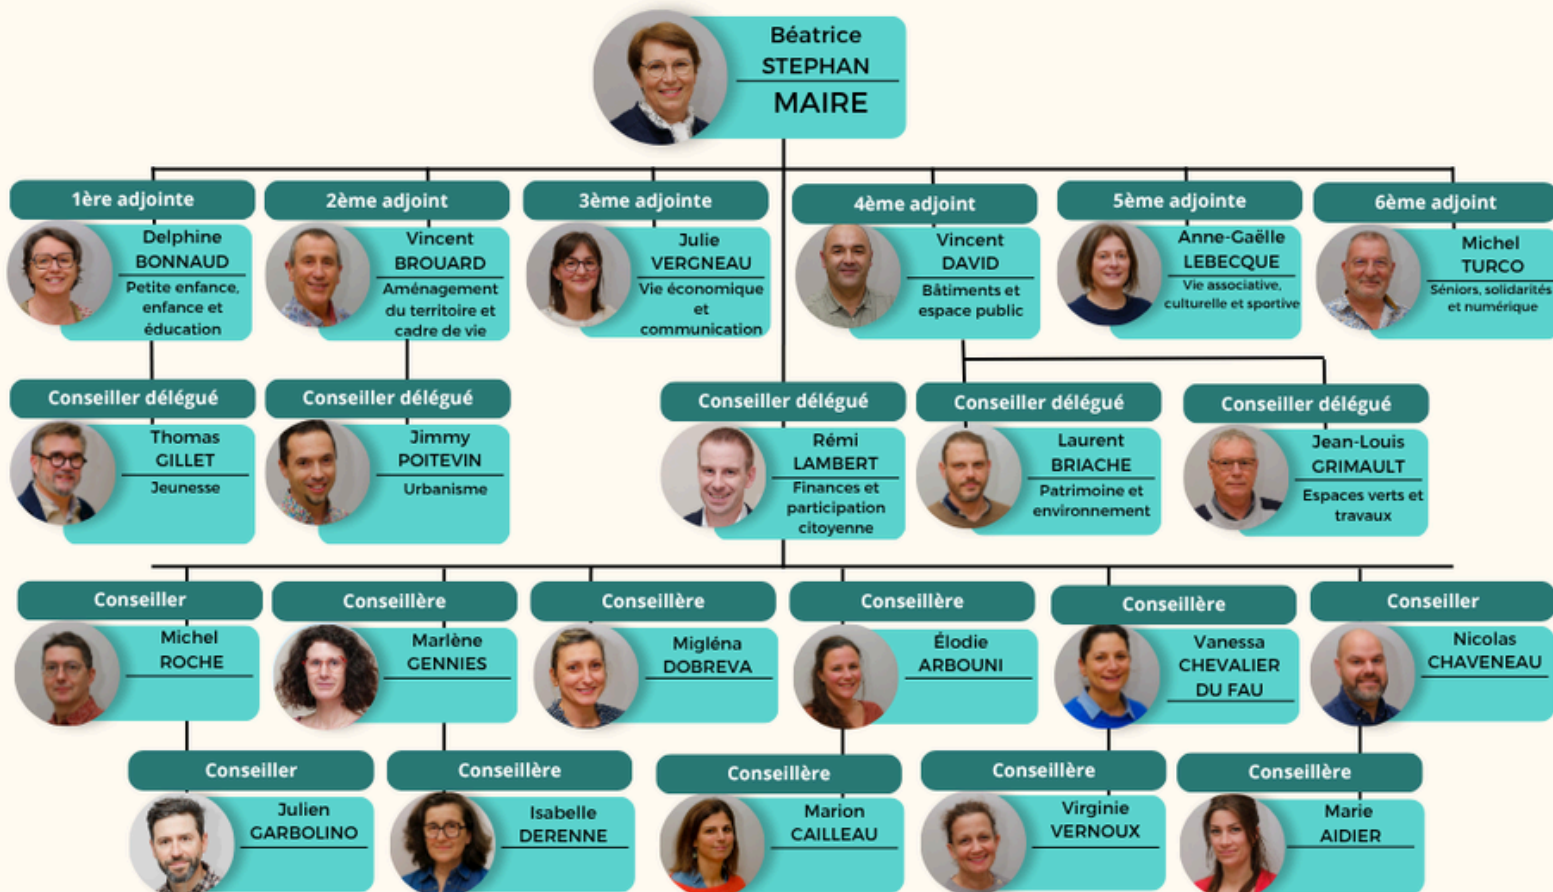 Béatrice
STEPHAN
MAIRE
1ère adjointe
Delphine
BONNAUD
Petite enfance,
enfance et
éducation
2ème adjoint
Vincent
BROUARD
Aménagement
du territoire et
cadre de vie
3ème adjointe
Julie
VERGNEAU
Vie économique
et
communication
4ème adjoint
Vincent
DAVID
Bâtiments et
espace public
5ème adjointe
Anne-Gaëlle
LEBECQUE
Vie associative,
culturelle et sportive
6ème adjoint
Michel
TURCO
Séniors, solidarités
et numérique
Conseiller délégué
Thomas
GILLET
Jeunesse
Conseiller délégué
Jimmy
POITEVIN
Urbanisme
Conseiller délégué
Rémi
LAMBERT
Finances et
participation
citoyenne
Conseiller délégué
Laurent
BRIACHE
Patrimoine et
environnement
Conseiller délégué
Jean-Louis
GRIMAULT
Espaces verts et
travaux
Conseiller
Michel
ROCHE
Conseillère
Marlène
GENNIES
Conseillère
Migléna
DOBREVA
Conseillère
Élodie
ARBOUNI
Conseillère
Vanessa
CHEVALIER
DU FAU
Conseiller
Nicolas
CHAVENEAU
Conseiller
Julien
GARBOLINO
Conseillère
Isabelle
DERENNE
Conseillère
Marion
CAILLEAU
Conseillère
Virginie
VERNOUX
Conseillère
Marie
AIDIER